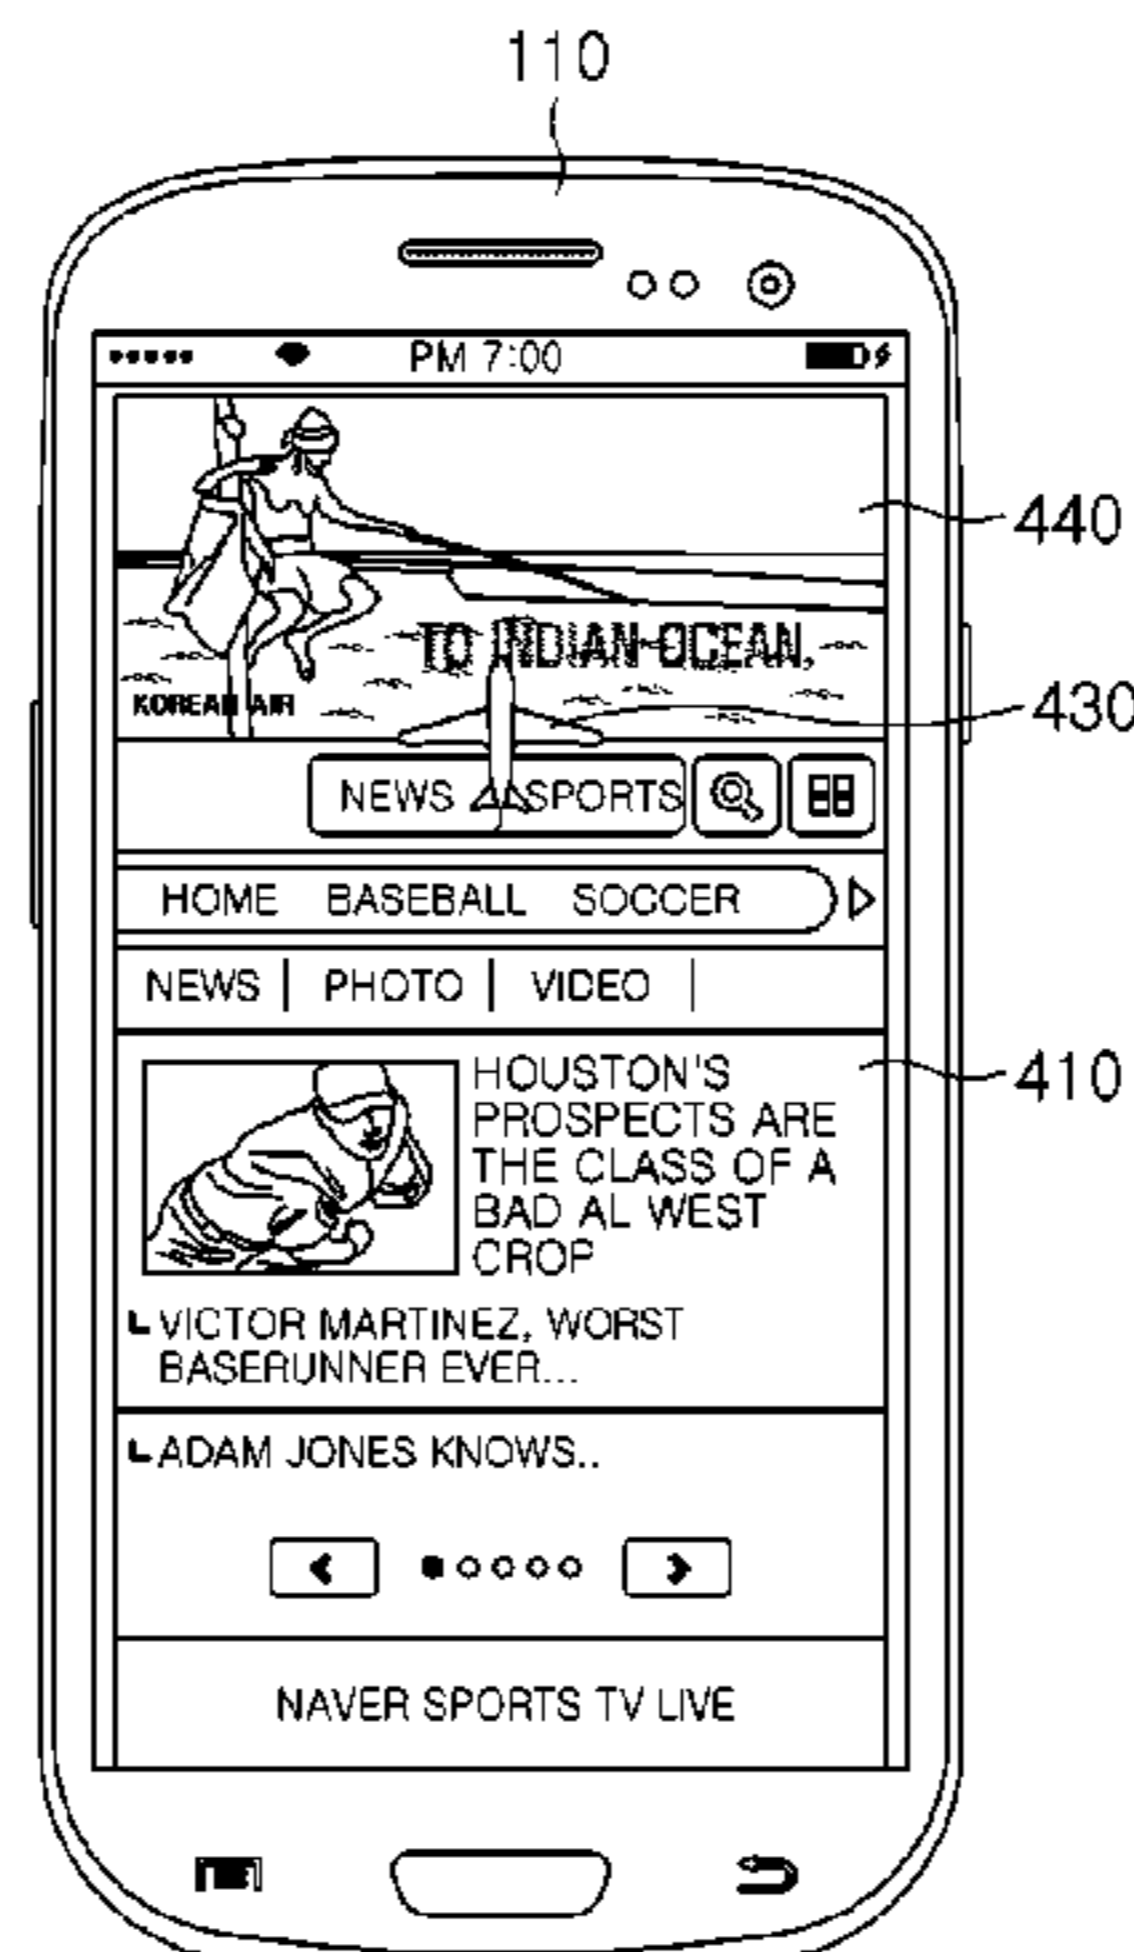 110
PM 7:00
440
TO INDIAN OCEAN,
KOREAN AIR
430
NEWS SPORTS
HOME BASEBALL SOCCER
NEWS | PHOTO | VIDEO |
410
HOUSTON'S
PROSPECTS ARE
THE CLASS OF A
BAD AL WEST
CROP
VICTOR MARTINEZ, WORST
BASERUNNER EVER...
ADAM JONES KNOWS..
NAVER SPORTS TV LIVE